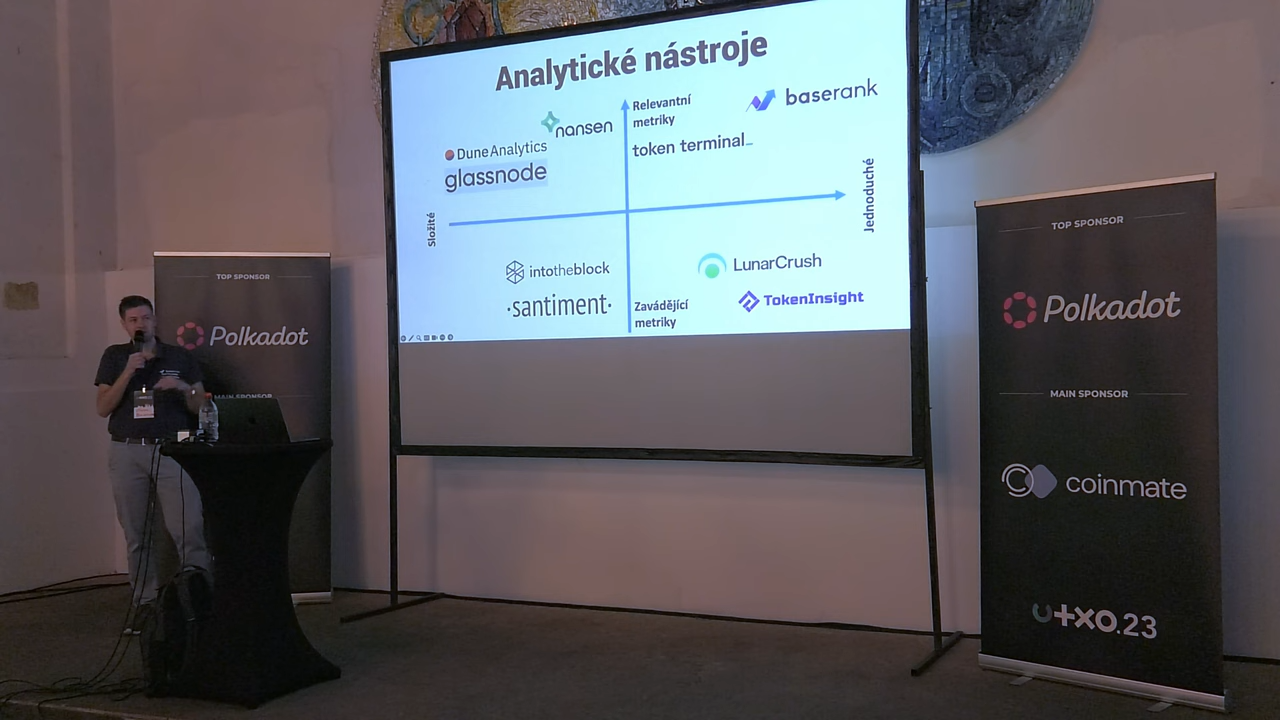 Analytické nástroje
Relevantní
metriky
baserank
nansen
token terminal_
Dune Analytics
glassnode
Složité
Jednoduché
intotheblock
LunarCrush
·santiment·
Zavádějící
metriky
TokenInsight
TOP SPONSOR
Polkadot
MAIN SPONSOR
TOP SPONSOR
Polkadot
MAIN SPONSOR
coinmate
utxo.23